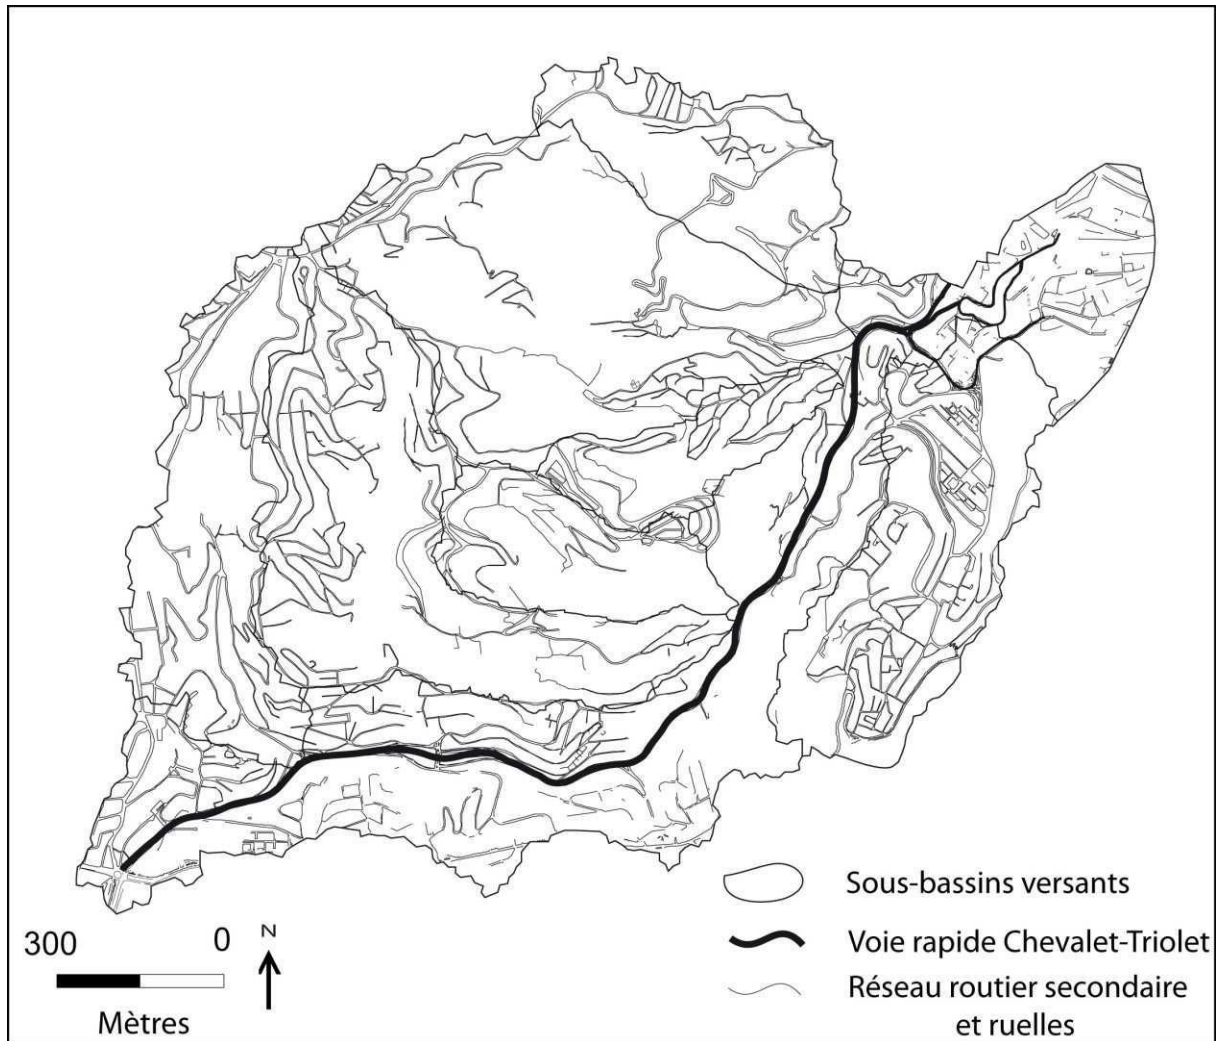 Sous-bassins versants
300
0
N
Voie rapide Chevalet-Triolet
Réseau routier secondaire
et ruelles
Mètres